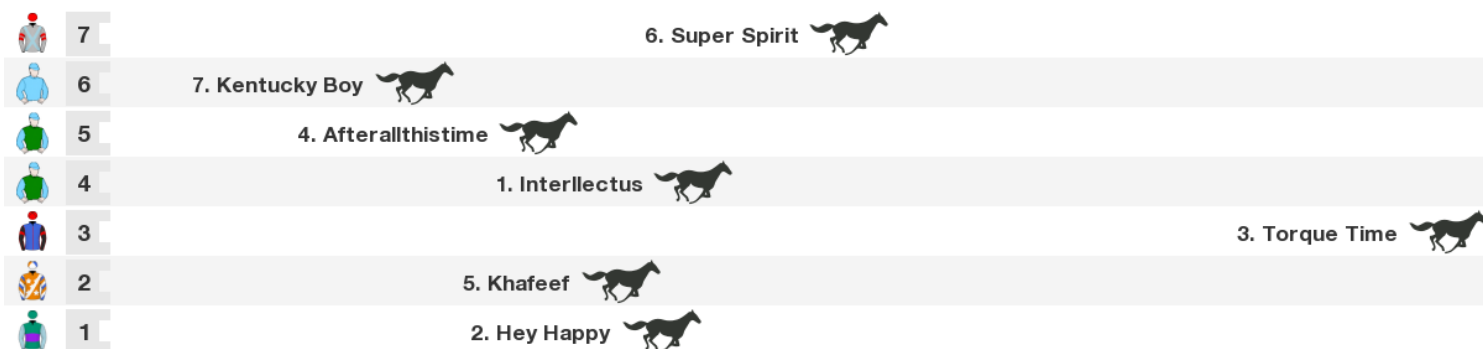 7 6. Super Spirit
6 7. Kentucky Boy
5 4. Afterallthistime
4 1. Interllectus
3 3. Torque Time
2 5. Khafeef
1 2. Hey Happy